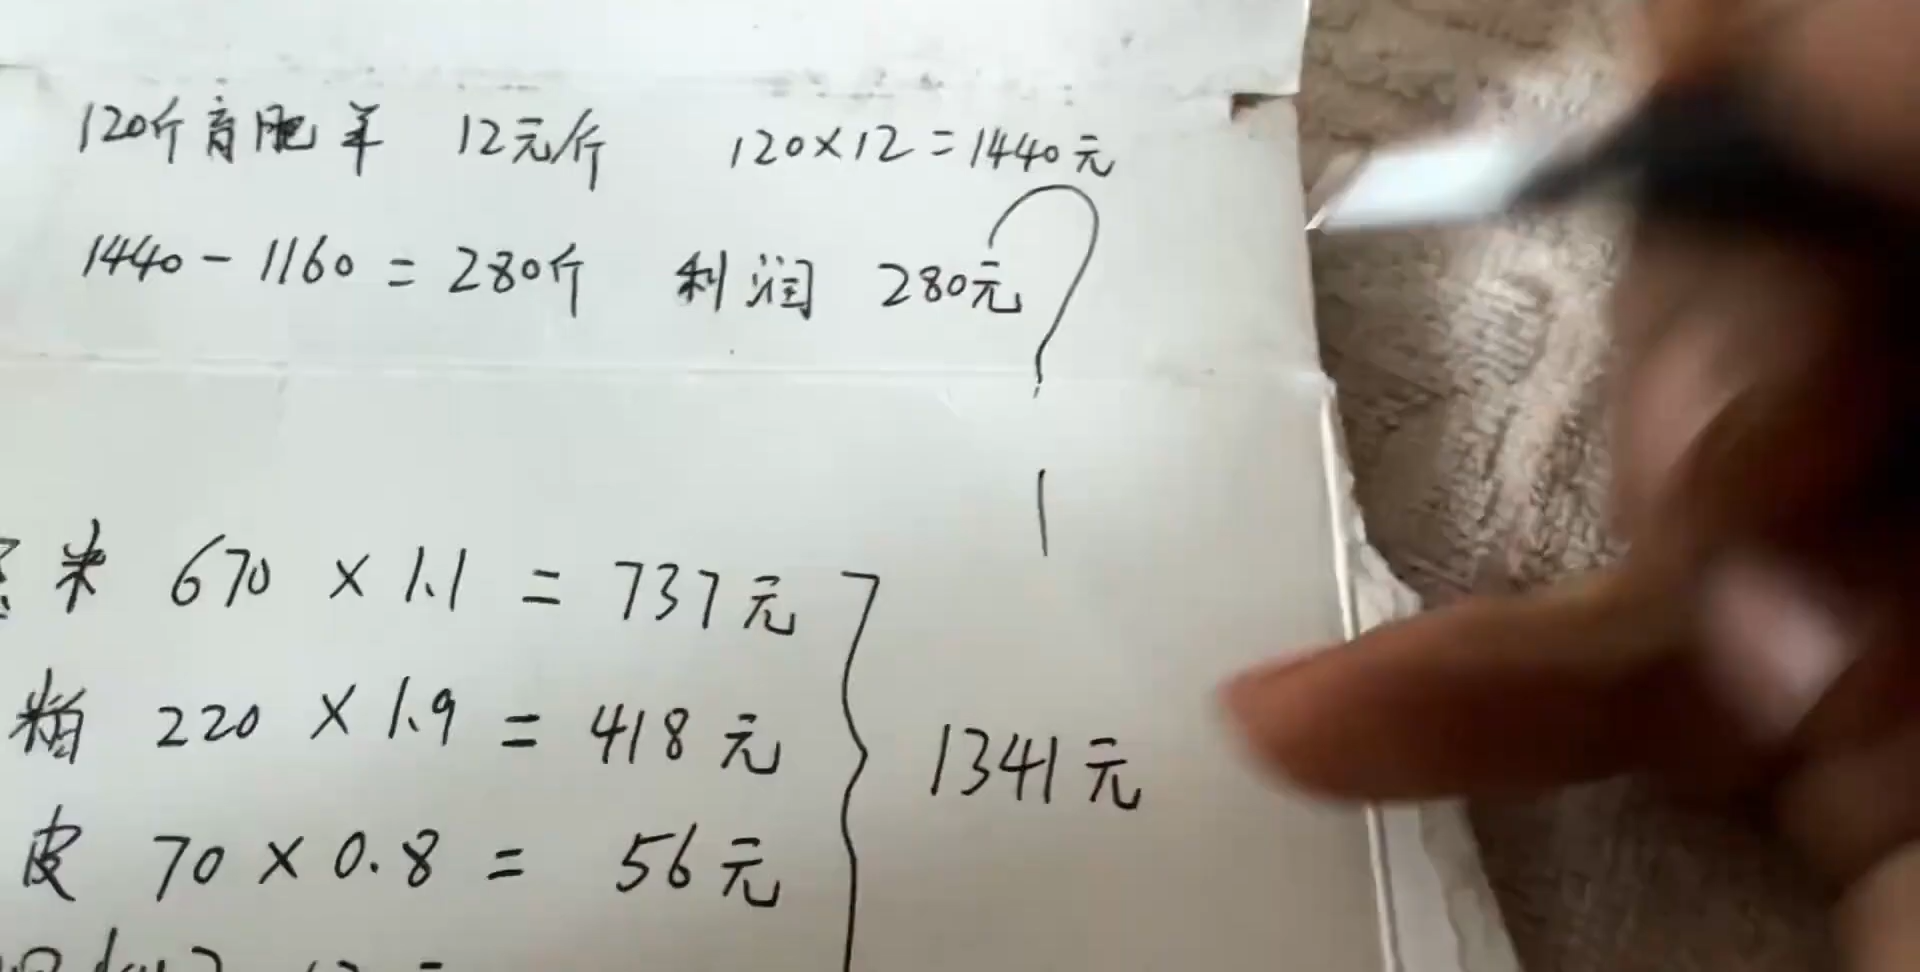 120斤育肥羊 12元/斤 120×12=1440元
1440-1160=280斤 利润 280元
米 670×1.1=737元
粕 220×1.9=418元
皮 70×0.8=56元
1341元